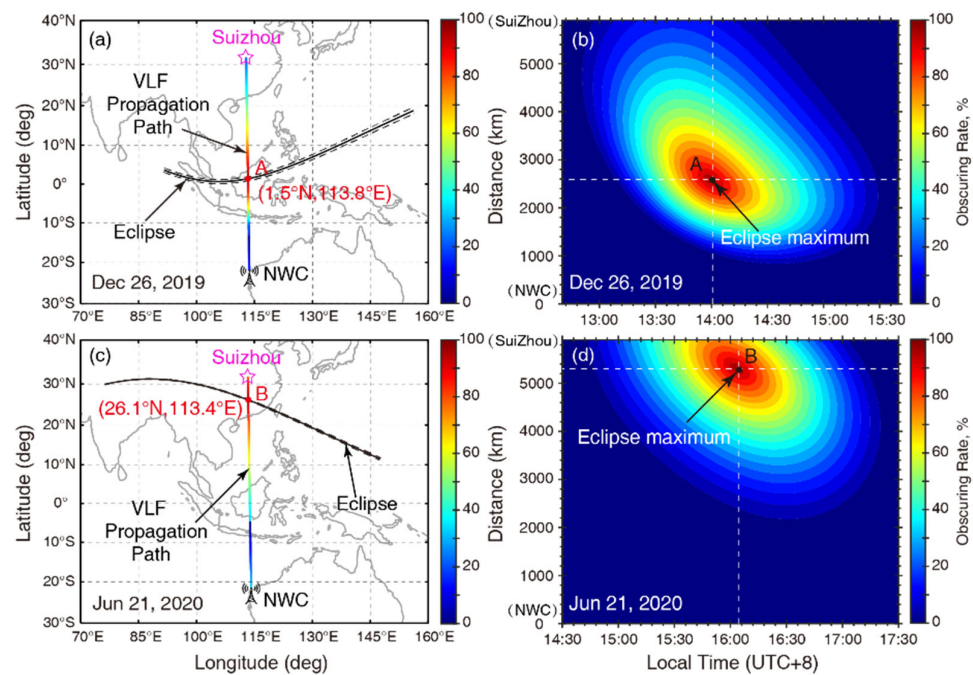 (a)
Suizhou
VLF
Propagation
Path
A
(1.5°N,113.8°E)
Eclipse
NWC
Dec 26, 2019
Latitude (deg)
40°N
30°N
20°N
10°N
0°
10°S
20°S
30°S
70°E
85°E
100°E
115°E
130°E
145°E
160°E
100
80
60
40
20
0
(b)
(SuiZhou)
5000
4000
3000
2000
1000
(NWC)
0
Distance (km)
A
Eclipse maximum
Dec 26, 2019
13:00
13:30
14:00
14:30
15:00
15:30
100
80
60
40
20
0
Obscuring Rate, %
(c)
Suizhou
B
(26.1°N,113.4°E)
Eclipse
VLF
Propagation
Path
NWC
Jun 21, 2020
Latitude (deg)
40°N
30°N
20°N
10°N
0°
10°S
20°S
30°S
70°E
85°E
100°E
115°E
130°E
145°E
160°E
Longitude (deg)
100
80
60
40
20
0
(d)
(SuiZhou)
5000
4000
3000
2000
1000
(NWC)
0
Distance (km)
B
Eclipse maximum
Jun 21, 2020
14:30
15:00
15:30
16:00
16:30
17:00
17:30
Local Time (UTC+8)
100
80
60
40
20
0
Obscuring Rate, %